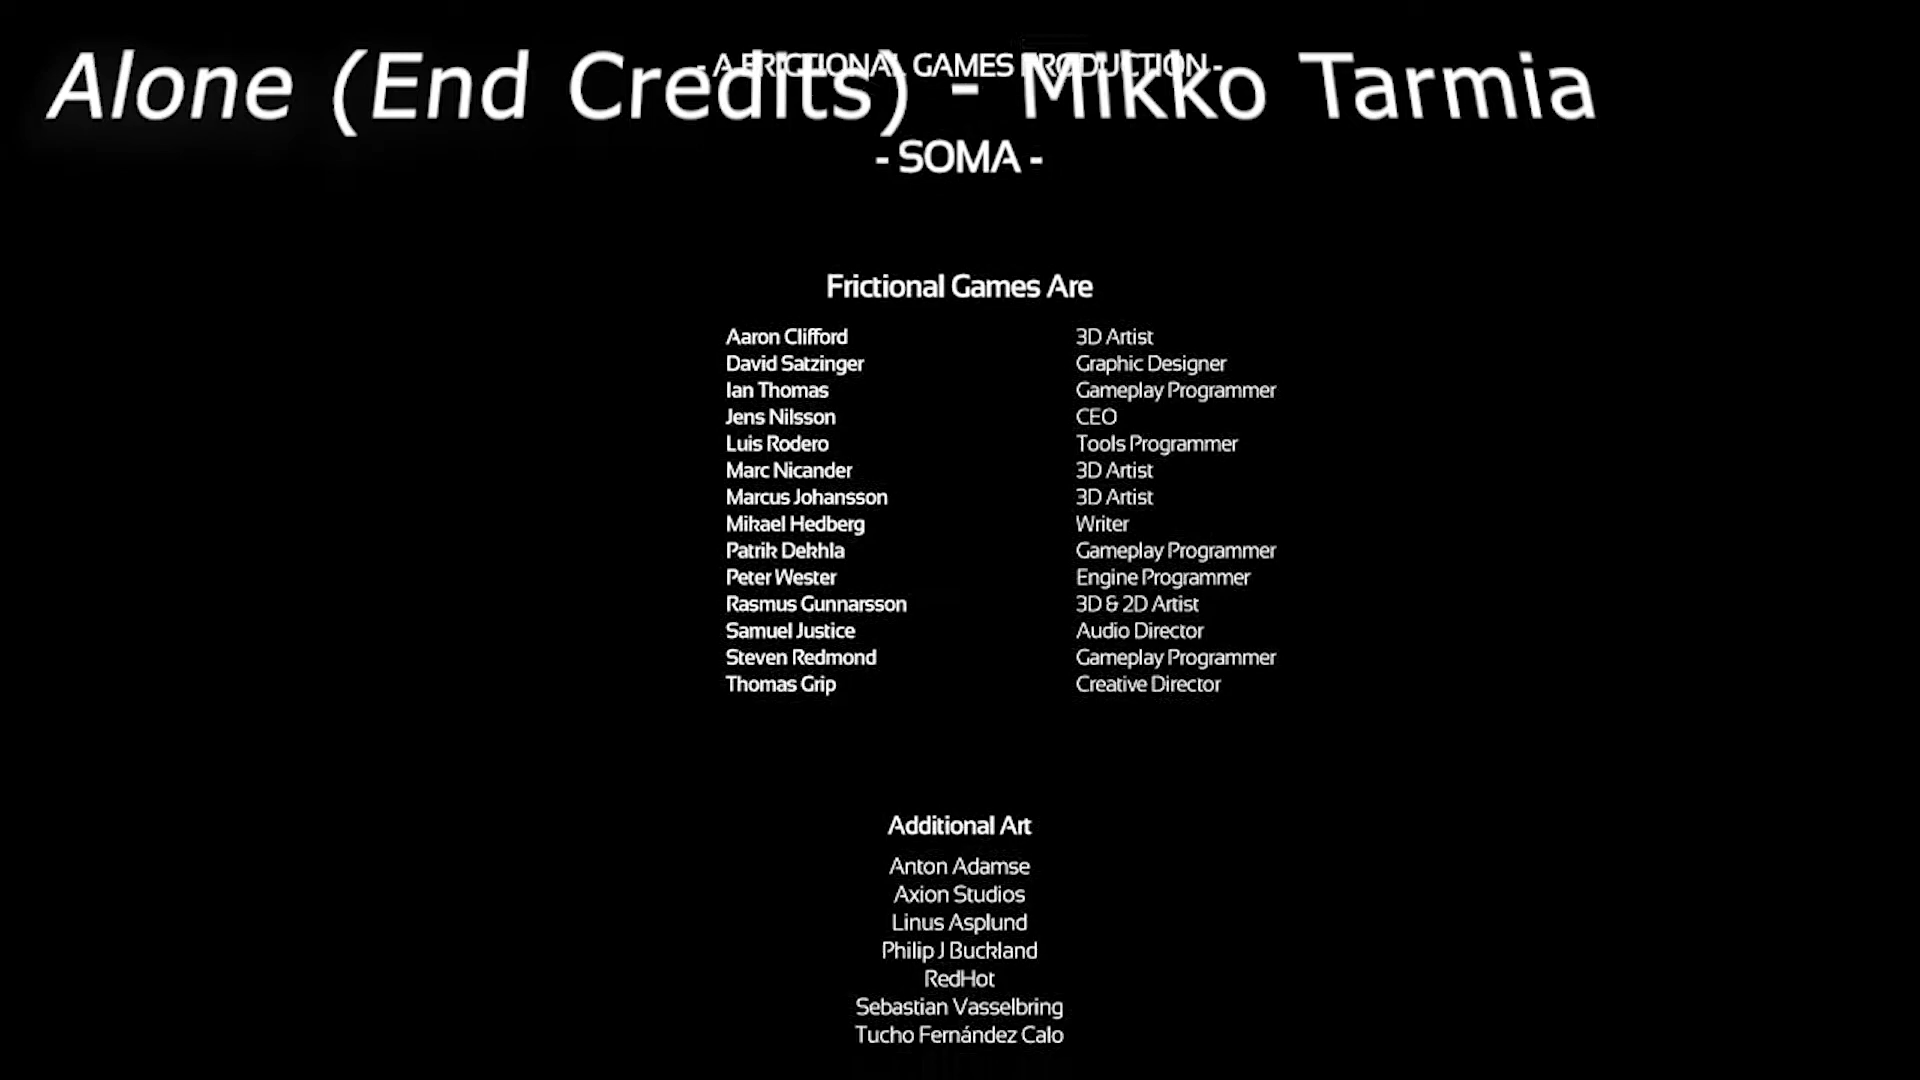 Alone (End Credits) - Mikko Tarmia
- A FRICTIONAL GAMES PRODUCTION -
- SOMA -
Frictional Games Are
Aaron Clifford 3D Artist
David Satzinger Graphic Designer
Ian Thomas Gameplay Programmer
Jens Nilsson CEO
Luis Rodero Tools Programmer
Marc Nicander 3D Artist
Marcus Johansson 3D Artist
Mikael Hedberg Writer
Patrik Dekhla Gameplay Programmer
Peter Wester Engine Programmer
Rasmus Gunnarsson 3D & 2D Artist
Samuel Justice Audio Director
Steven Redmond Gameplay Programmer
Thomas Grip Creative Director
Additional Art
Anton Adamse
Axion Studios
Linus Asplund
Philip J Buckland
RedHot
Sebastian Vasselbring
Tucho Fernández Calo